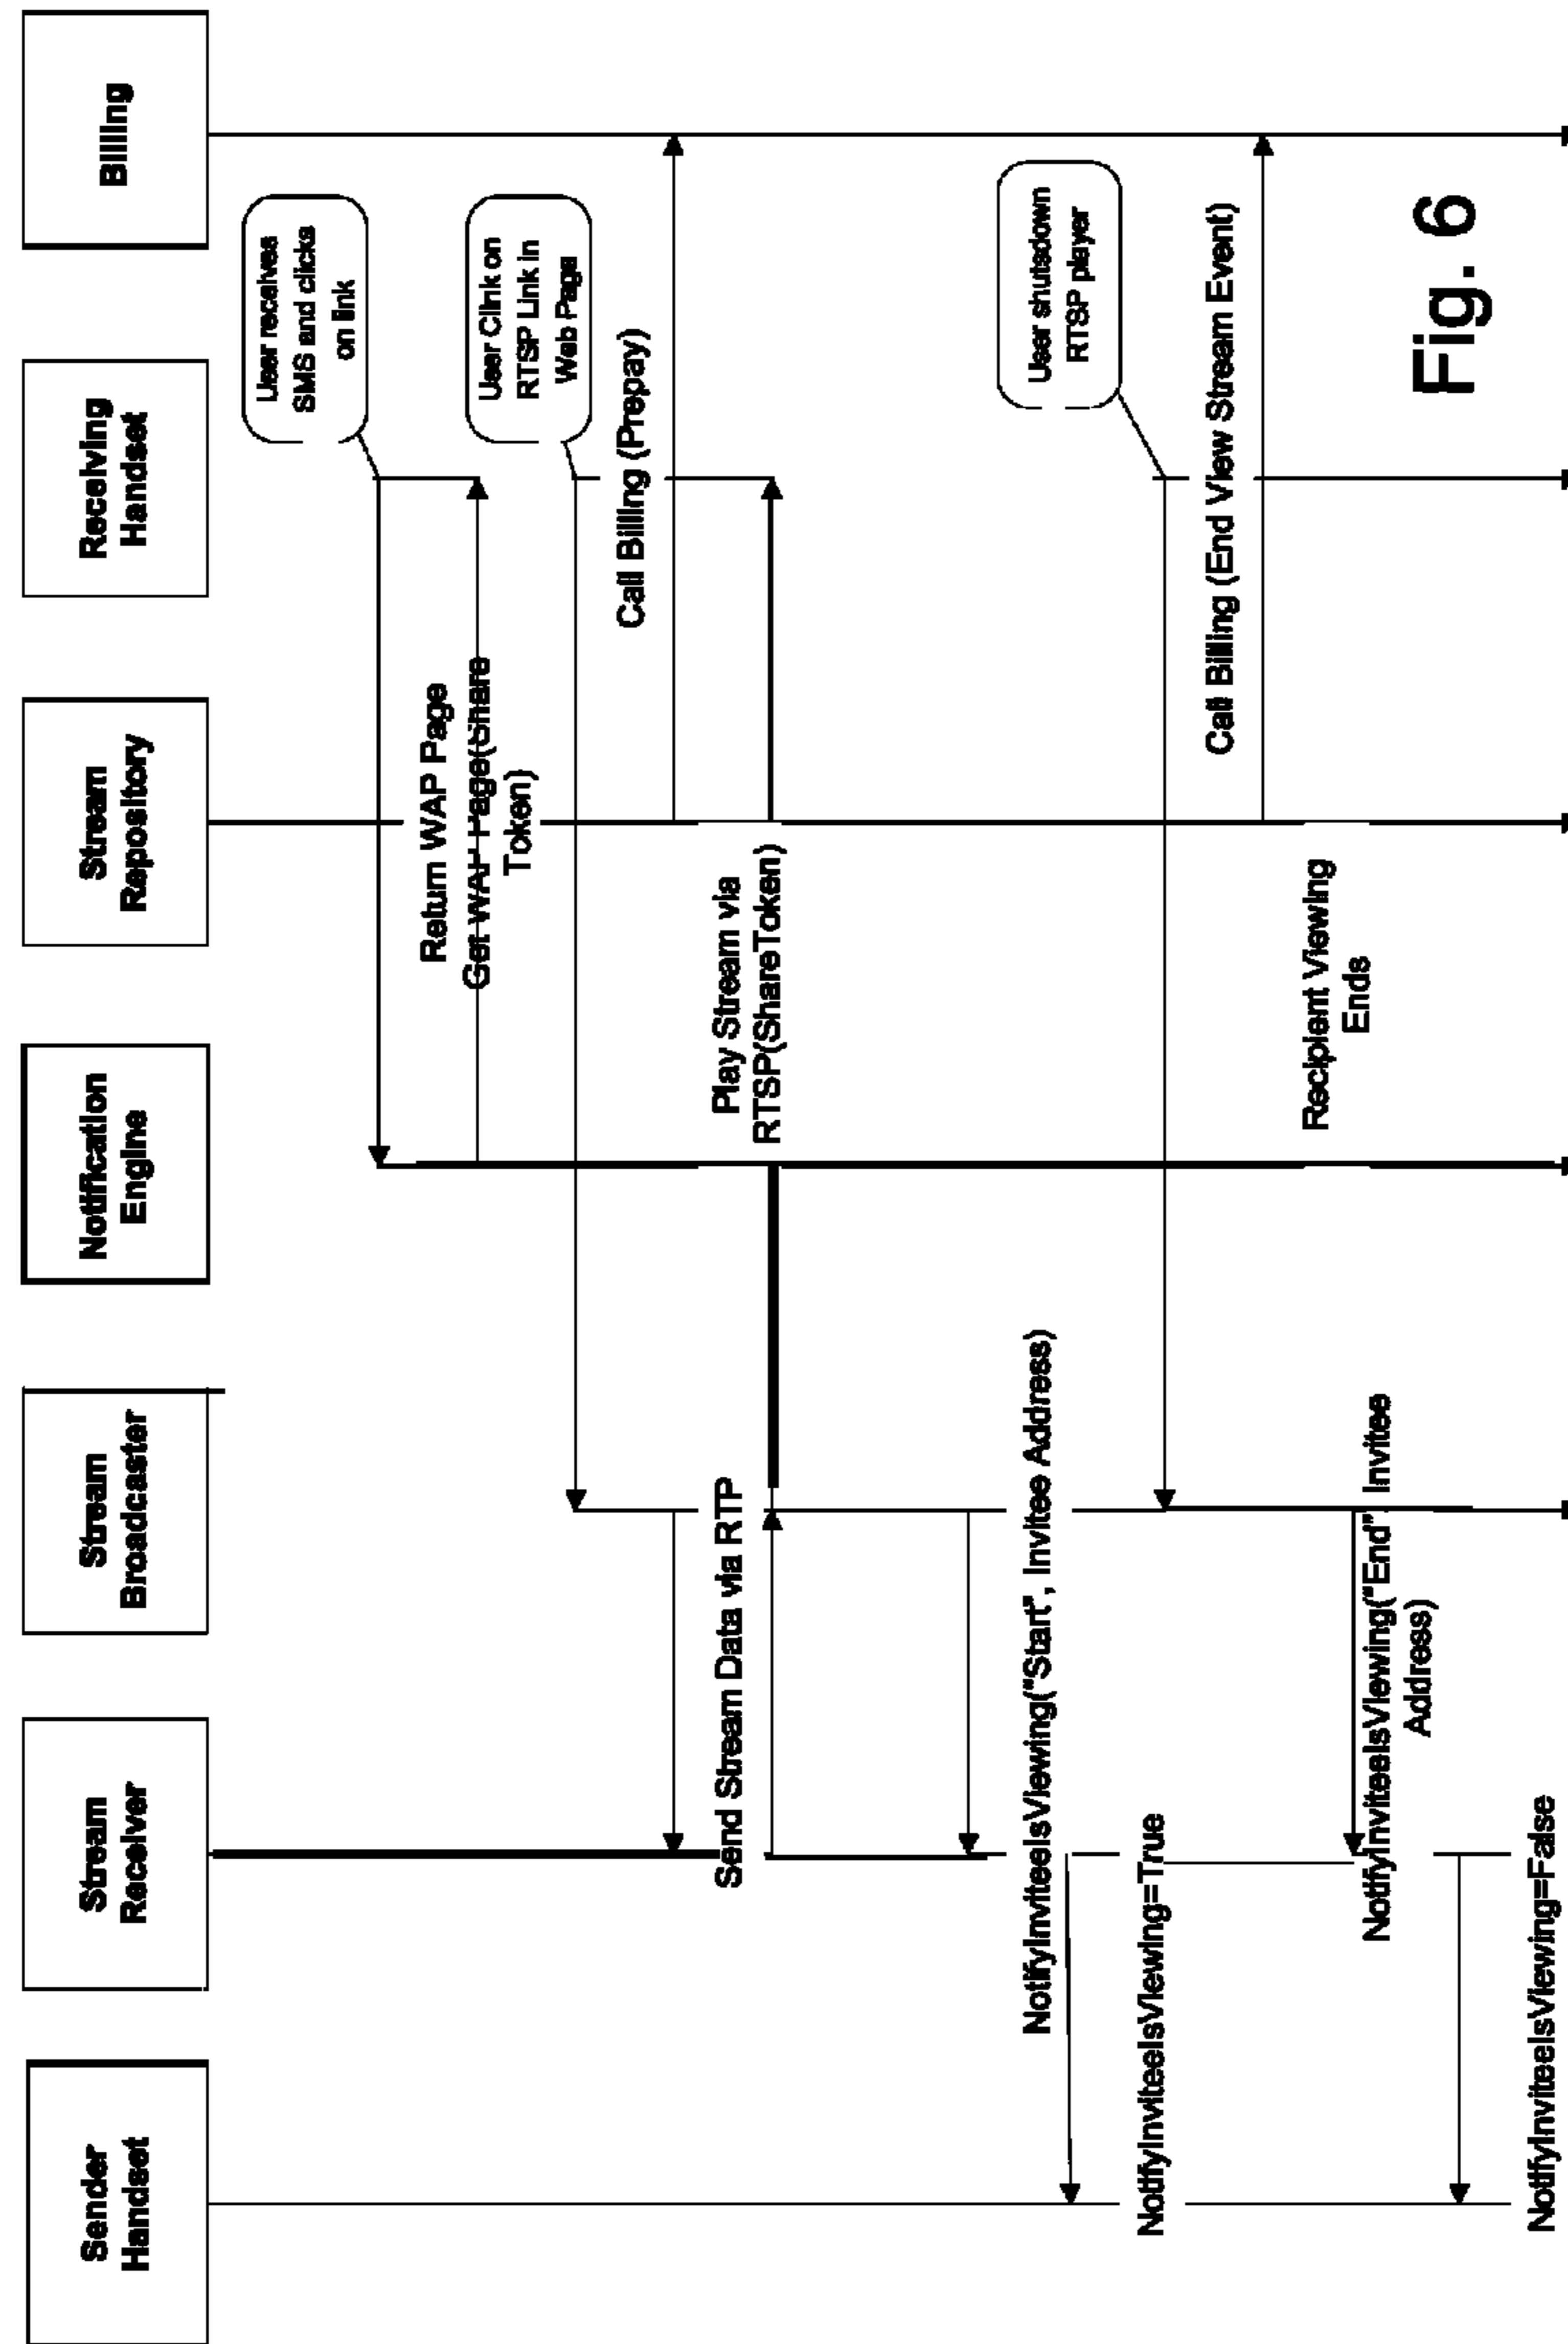 Sender
Handset
Stream
Receiver
Stream
Broadcaster
Notification
Engine
Stream
Repository
Receiving
Handset
Billing
User receives
SMS and clicks
on link
Return WAP Page
Get WAP Page(Share
Token)
User Clink on
RTSP Link in
Web Page
Call Billing (Prepay)
Send Stream Data via RTP
Play Stream via
RTSP(ShareToken)
NotifyInviteeIsViewing("Start", Invitee Address)
User shutsdown
RTSP player
NotifyInviteeIsViewing=True
Call Billing (End View Stream Event)
Recipient Viewing
Ends
NotifyInviteeIsViewing("End", Invitee
Address)
NotifyInviteeIsViewing=False
Fig. 6